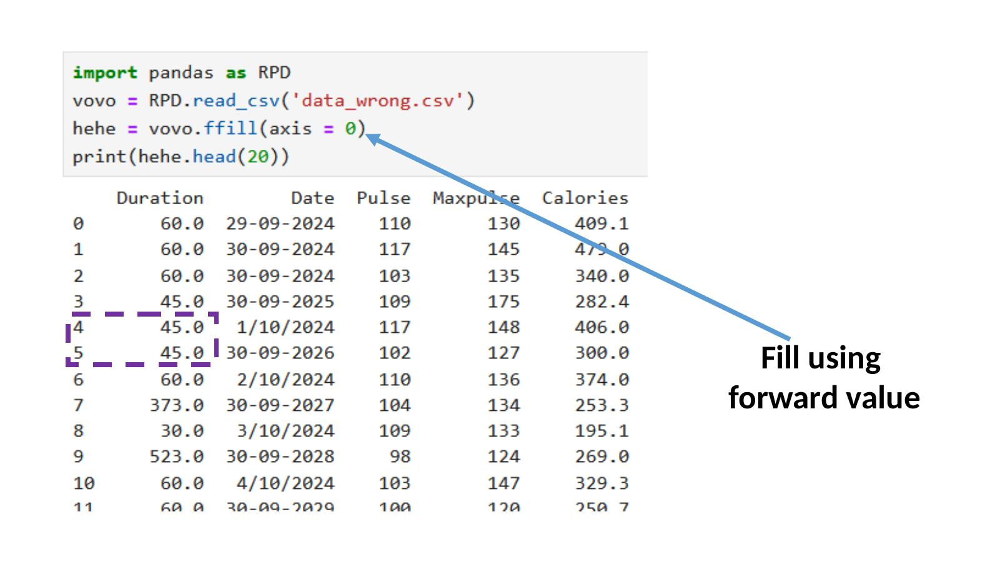 import pandas as RPD
vovo = RPD.read_csv('data_wrong.csv')
hehe = vovo.ffill(axis = 0)
print(hehe.head(20))
Duration Date Pulse Maxpulse Calories
0 60.0 29-09-2024 110 130 409.1
1 60.0 30-09-2024 117 145 479.0
2 60.0 30-09-2024 103 135 340.0
3 45.0 30-09-2025 109 175 282.4
4 45.0 1/10/2024 117 148 406.0
5 45.0 30-09-2026 102 127 300.0
6 60.0 2/10/2024 110 136 374.0
7 373.0 30-09-2027 104 134 253.3
8 30.0 3/10/2024 109 133 195.1
9 523.0 30-09-2028 98 124 269.0
10 60.0 4/10/2024 103 147 329.3
11 60.0 30-09-2029 100 120 250.7
Fill using
forward value